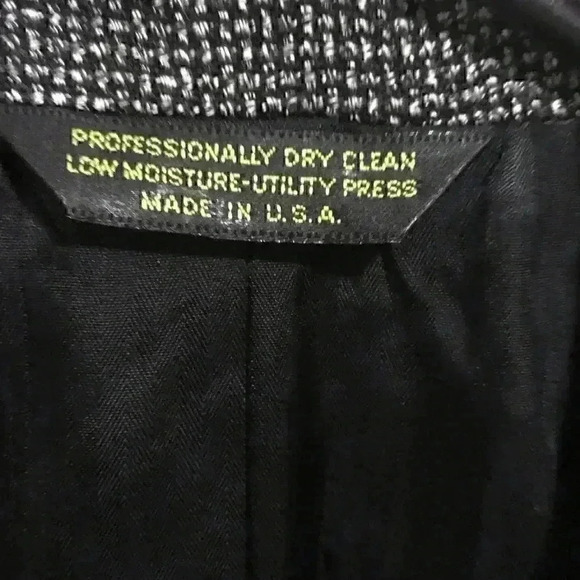 PROFESSIONALLY DRY CLEAN
LOW MOISTURE-UTILITY PRESS
MADE IN U.S.A.